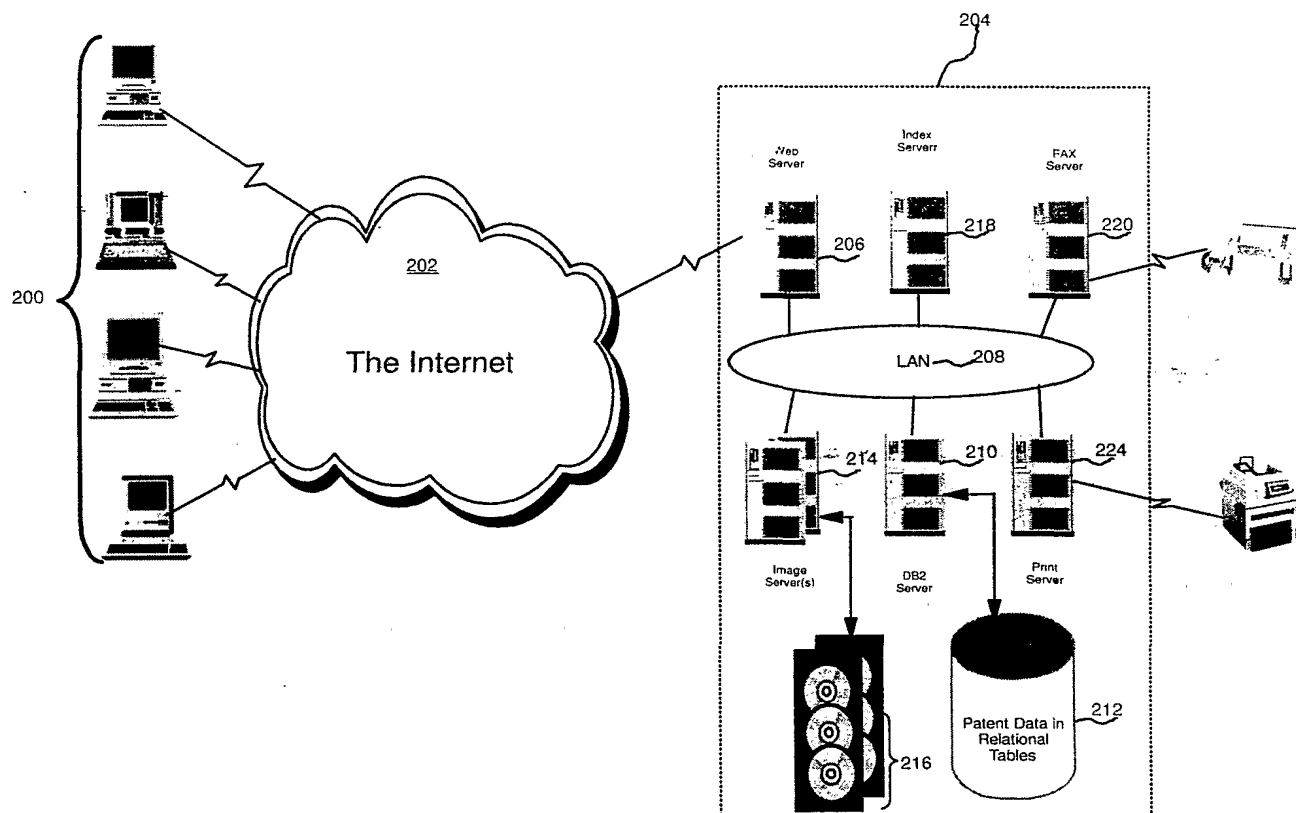 204
Web
Server
Index
Serverr
FAX
Server
206
218
220
200
202
The Internet
LAN
208
214
210
224
Image
Server(s)
DB2
Server
Print
Server
Patent Data in
Relational
Tables
212
216